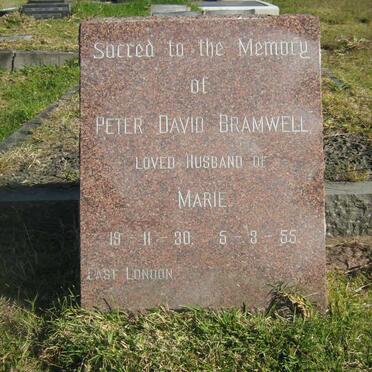 Sacred to the Memory
of
PETER DAVID BRAMWELL
LOVED HUSBAND OF
MARIE.
19 - 11 - 30. 5 - 3 - 55.
EAST LONDON.